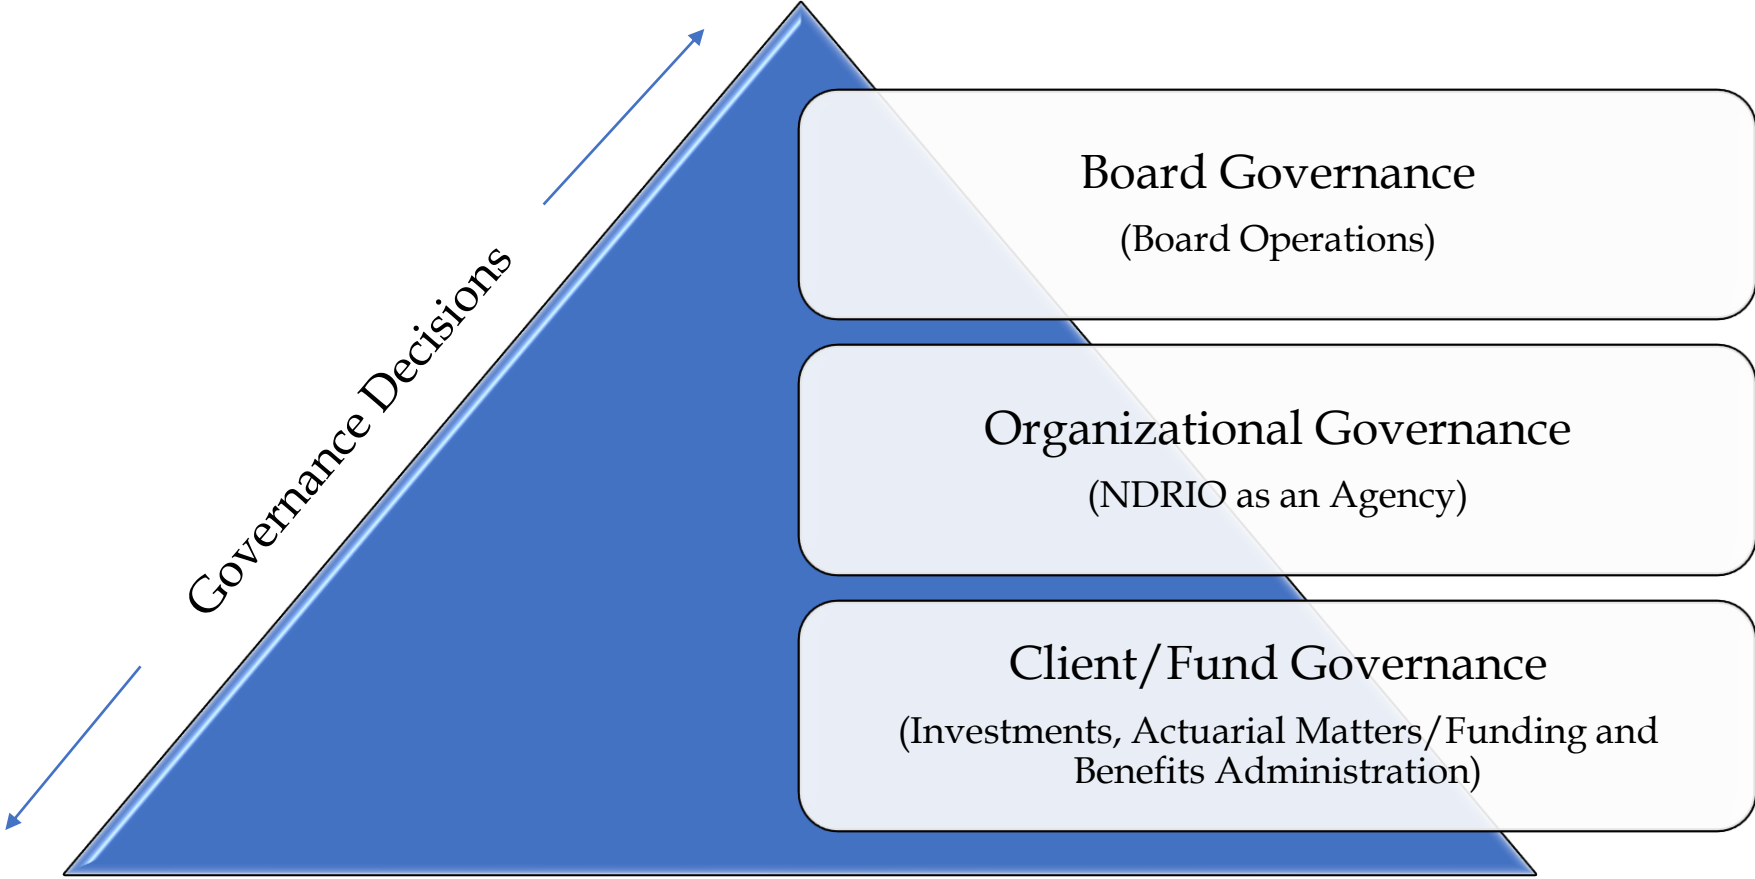 Governance Decisions
Board Governance
(Board Operations)
Organizational Governance
(NDRIO as an Agency)
Client/Fund Governance
(Investments, Actuarial Matters/Funding and
Benefits Administration)